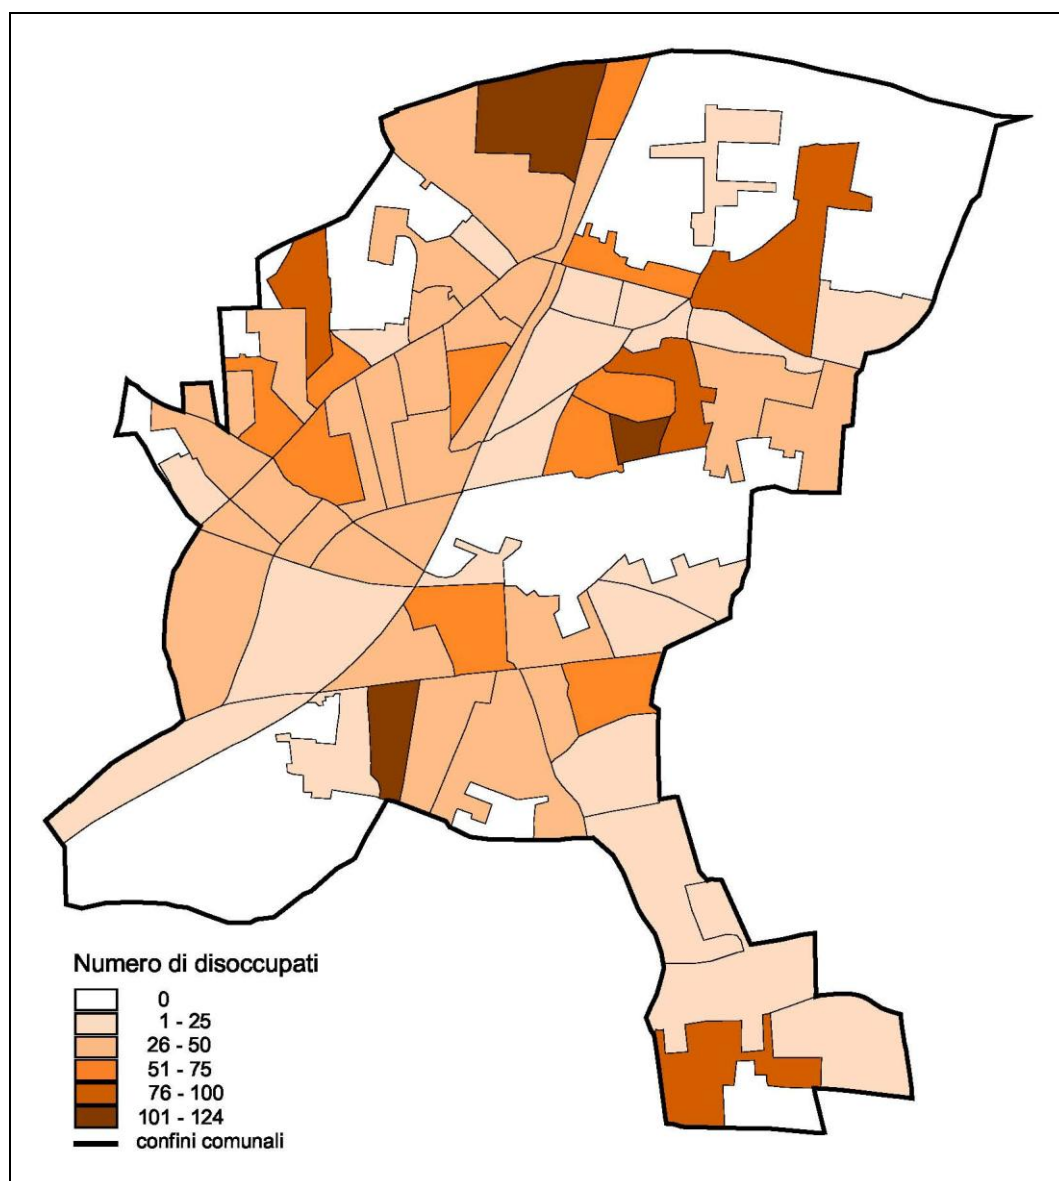 Numero di disoccupati
0
1 - 25
26 - 50
51 - 75
76 - 100
101 - 124
confini comunali